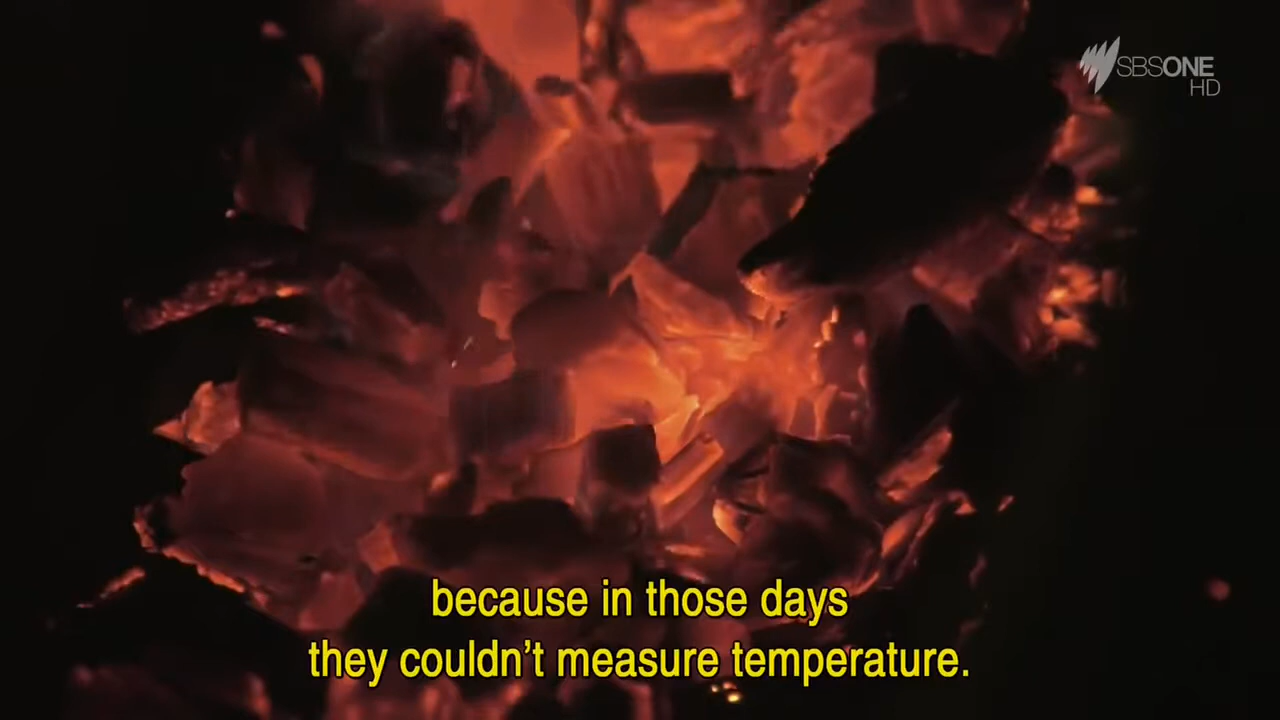 SBSONE
HD
because in those days
they couldn't measure temperature.